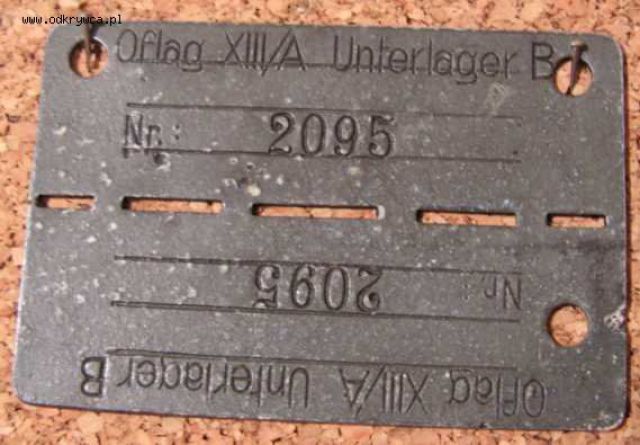 www.odkrywca.pl
Oflag XIII/A Unterlager B
Nr.: 2095
Nr.: 2095
Oflag XIII/A Unterlager B